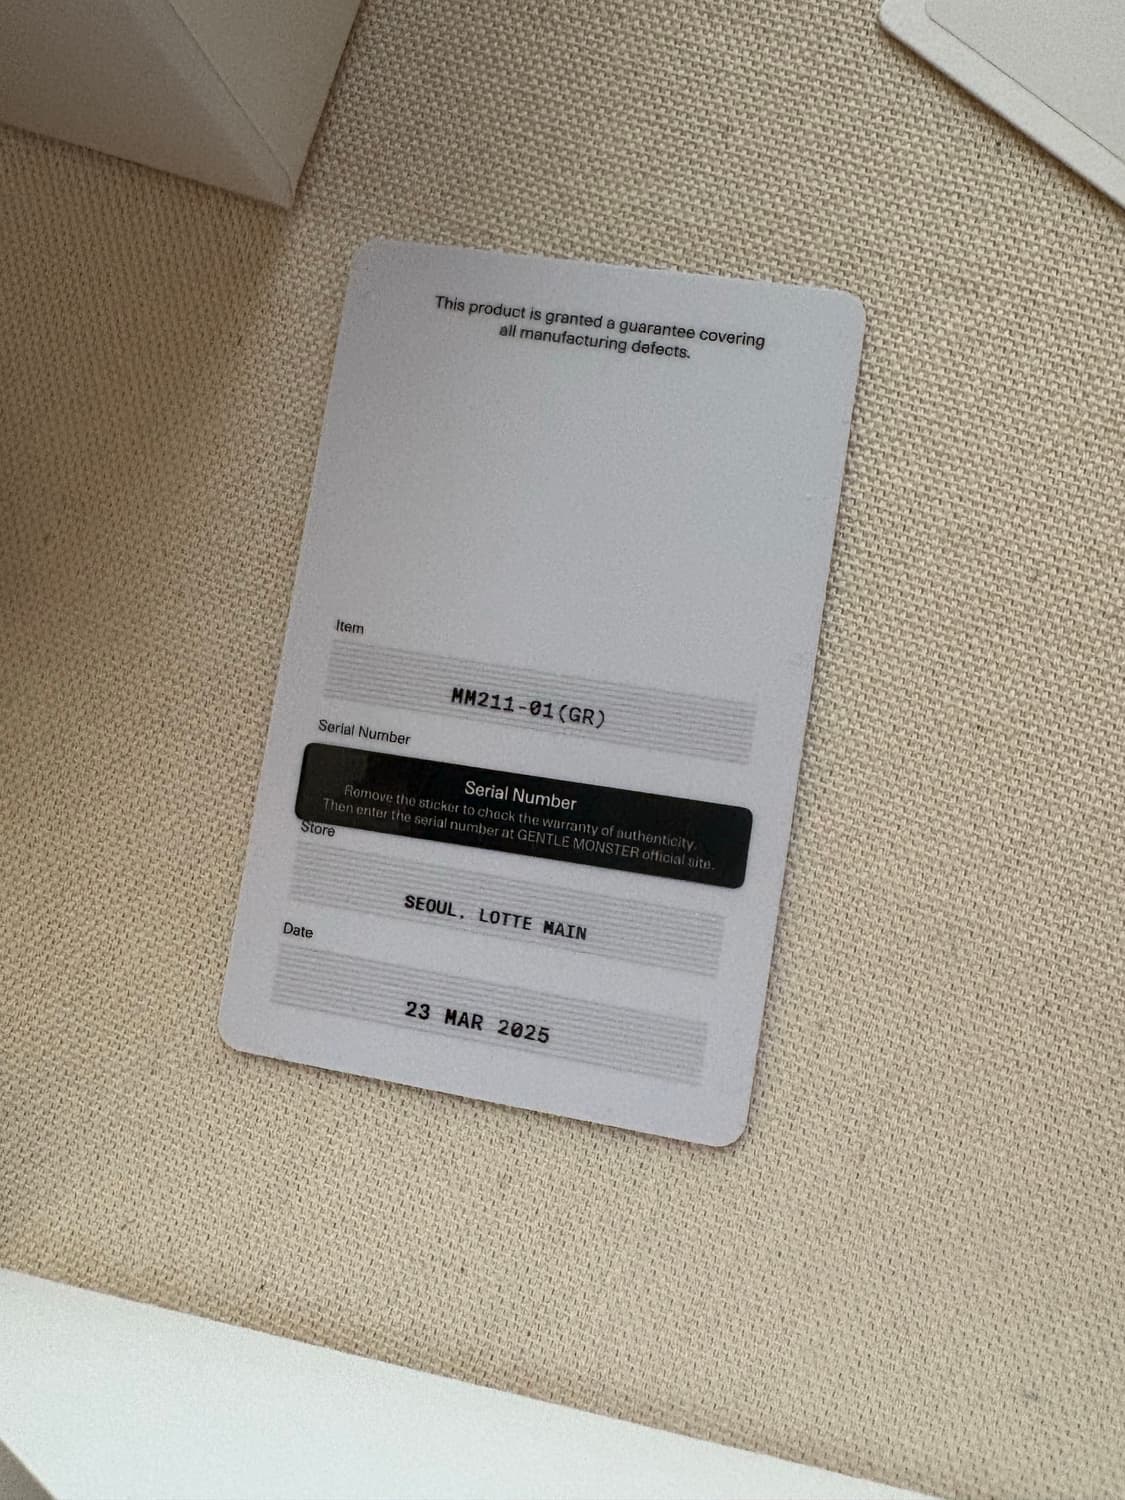 This product is granted a guarantee covering
all manufacturing defects.
Item
MM211-01(GR)
Serial Number
Serial Number
Remove the sticker to check the warranty of authenticity.
Then enter the serial number at GENTLE MONSTER official site.
Store
SEOUL. LOTTE MAIN
Date
23 MAR 2025